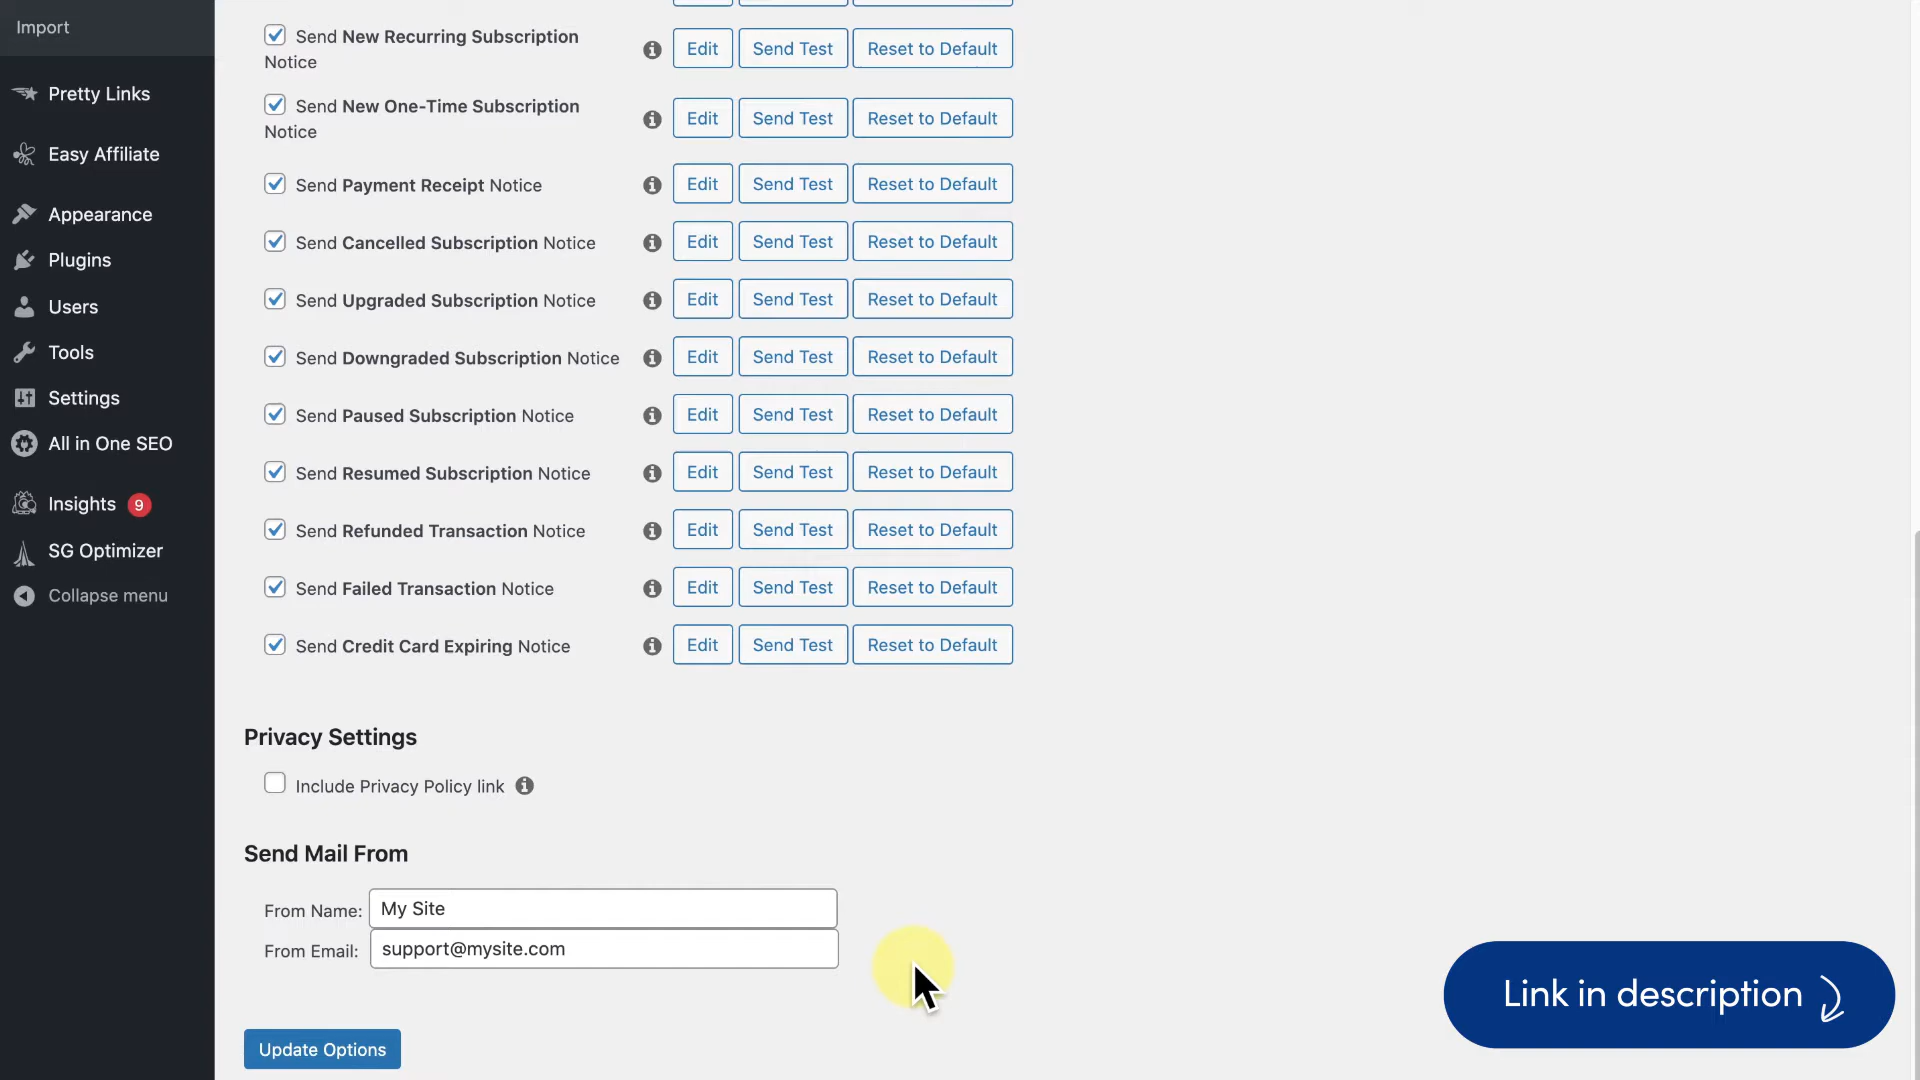 Import
Pretty Links
Easy Affiliate
Appearance
Plugins
Users
Tools
Settings
All in One SEO
Insights 9
SG Optimizer
Collapse menu
Send New Recurring Subscription
Notice
Edit Send Test Reset to Default
Send New One-Time Subscription
Notice
Edit Send Test Reset to Default
Send Payment Receipt Notice Edit Send Test Reset to Default
Send Cancelled Subscription Notice Edit Send Test Reset to Default
Send Upgraded Subscription Notice Edit Send Test Reset to Default
Send Downgraded Subscription Notice Edit Send Test Reset to Default
Send Paused Subscription Notice Edit Send Test Reset to Default
Send Resumed Subscription Notice Edit Send Test Reset to Default
Send Refunded Transaction Notice Edit Send Test Reset to Default
Send Failed Transaction Notice Edit Send Test Reset to Default
Send Credit Card Expiring Notice Edit Send Test Reset to Default
Privacy Settings
Include Privacy Policy link
Send Mail From
From Name: My Site
From Email: support@mysite.com
Update Options
Link in description